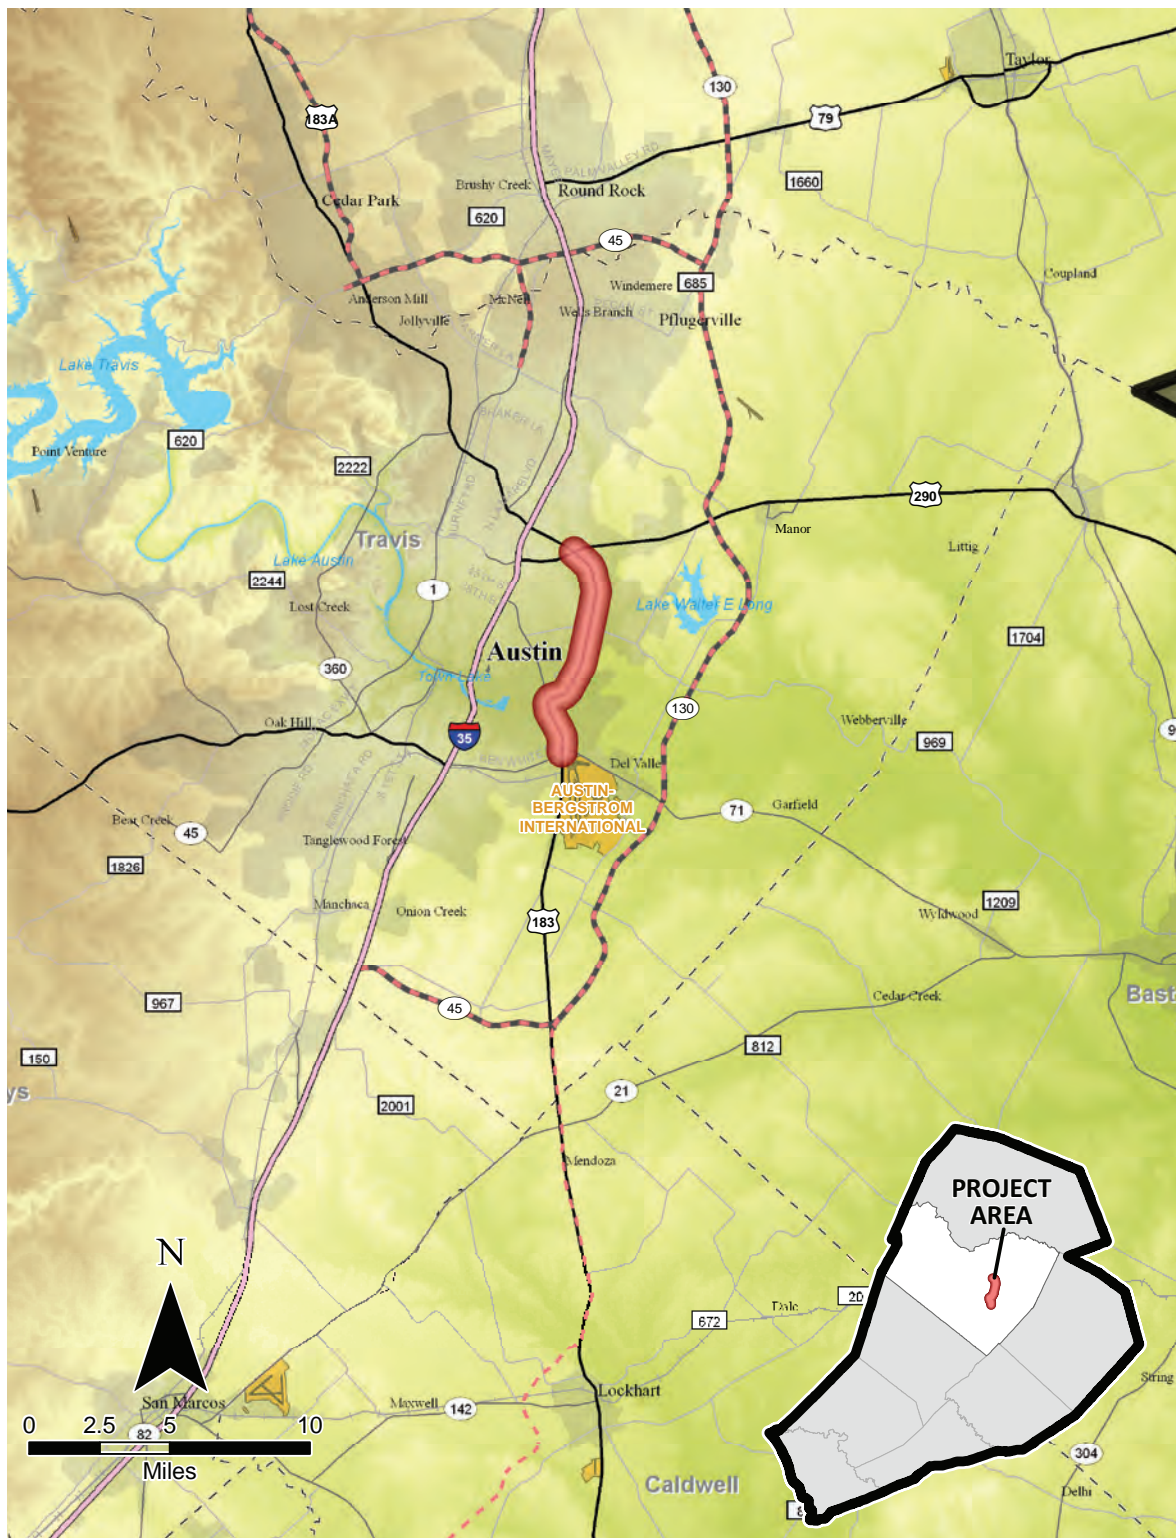 Taylor
130
183A
79
PALM VALLEY RD
1660
Brushy Creek
Round Rock
Cedar Park
620
45
Coupland
Windemere
685
Anderson Mill
McNeil
Wells Branch
Jollyville
Pflugerville
Lake Travis
620
Point Venture
2222
290
Manor
Travis
Littig
Lake Austin
2244
1
Lost Creek
Lake Walter E Long
1704
Austin
360
Town Lake
130
Oak Hill
35
Webberville
969
Del Valle
AUSTIN-
BERGSTROM
INTERNATIONAL
71
Garfield
Bear Creek
45
Tanglewood Forest
1826
Manchaca
Onion Creek
183
1209
Wyldwood
967
45
Cedar Creek
Bast
812
150
ys
21
2001
Mendoza
PROJECT
AREA
N
Dale
20
672
San Marcos
Lockhart
Maxwell
142
String
0 2.5 5 10
82
Miles
304
Caldwell
Delhi